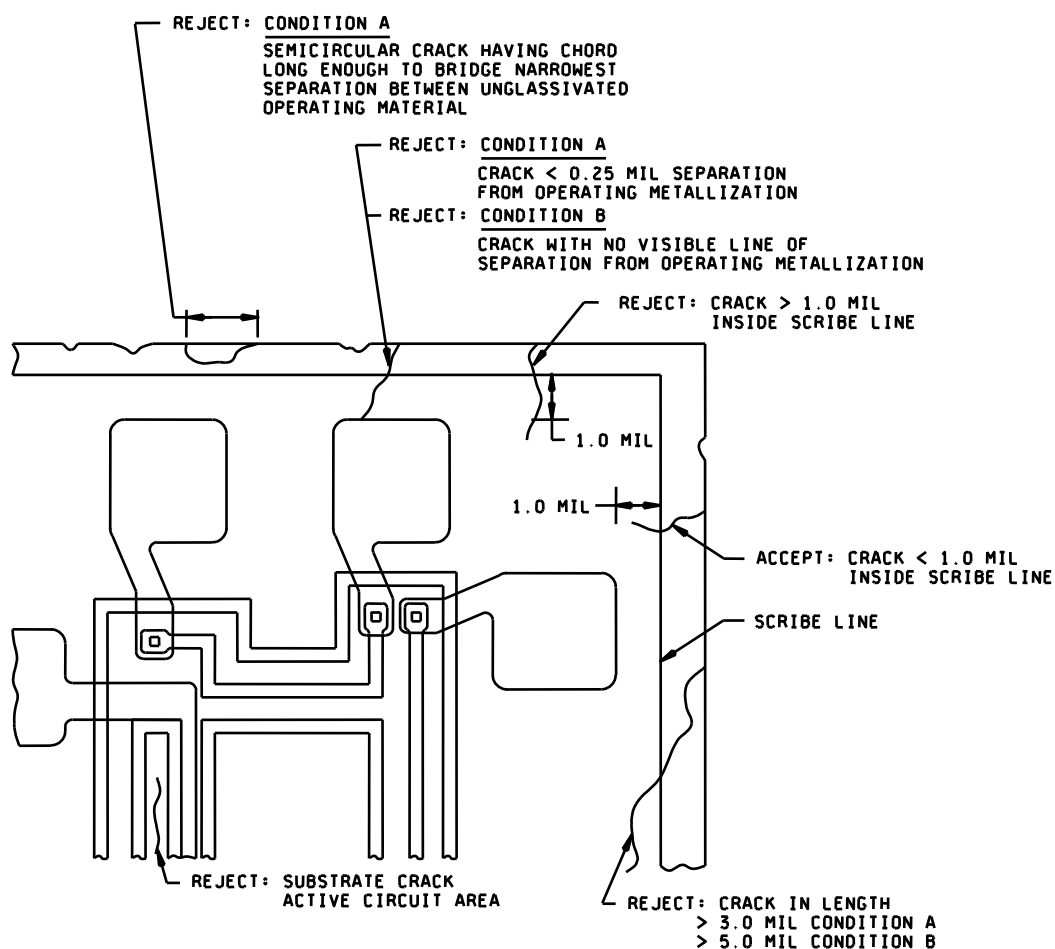 REJECT: CONDITION A
SEMICIRCULAR CRACK HAVING CHORD
LONG ENOUGH TO BRIDGE NARROWEST
SEPARATION BETWEEN UNGLASSIVATED
OPERATING MATERIAL
REJECT: CONDITION A
CRACK < 0.25 MIL SEPARATION
FROM OPERATING METALLIZATION
REJECT: CONDITION B
CRACK WITH NO VISIBLE LINE OF
SEPARATION FROM OPERATING METALLIZATION
REJECT: CRACK > 1.0 MIL
INSIDE SCRIBE LINE
1.0 MIL
1.0 MIL
ACCEPT: CRACK < 1.0 MIL
INSIDE SCRIBE LINE
SCRIBE LINE
REJECT: SUBSTRATE CRACK
ACTIVE CIRCUIT AREA
REJECT: CRACK IN LENGTH
> 3.0 MIL CONDITION A
> 5.0 MIL CONDITION B